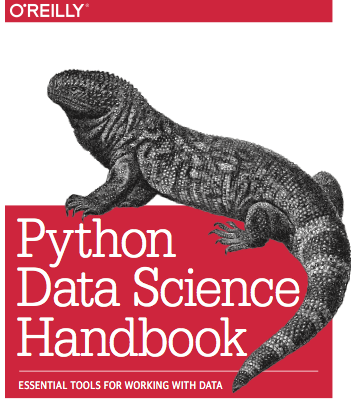 O'REILLY®
Python
Data Science
Handbook
ESSENTIAL TOOLS FOR WORKING WITH DATA